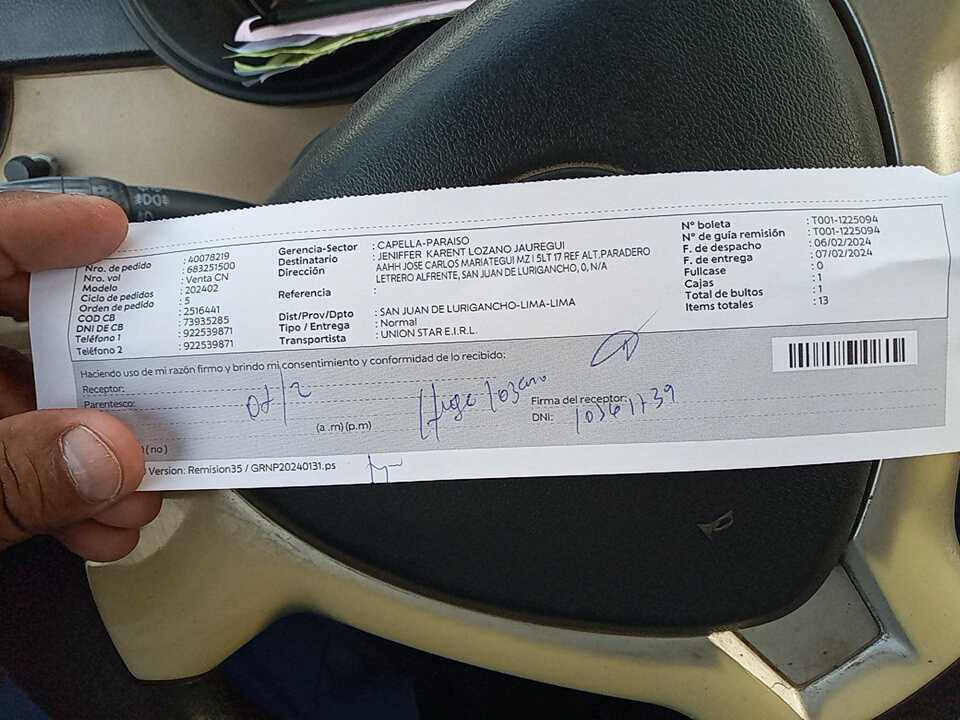 Nro. de pedido : 40078219
Nro. vol : 683251500
Modelo : Venta CN
Ciclo de pedidos : 202402
Orden de pedido : 5
COD CB : 2516441
DNI DE CB : 73935285
Teléfono 1 : 922539871
Teléfono 2 : 922539871
Gerencia-Sector : CAPELLA-PARAISO
Destinatario : JENIFFER KARENT LOZANO JAUREGUI
Dirección : AAHH JOSE CARLOS MARIATEGUI MZ I 5LT 17 REF ALT.PARADERO
LETRERO ALFRENTE, SAN JUAN DE LURIGANCHO, 0, N/A
Referencia :
Dist/Prov/Dpto : SAN JUAN DE LURIGANCHO-LIMA-LIMA
Tipo / Entrega : Normal
Transportista : UNION STAR E.I.R.L.
N° boleta : T001-1225094
N° de guía remisión : T001-1225094
F. de despacho : 06/02/2024
F. de entrega : 07/02/2024
Fullcase : 0
Cajas : 1
Total de bultos : 1
Items totales : 13
Haciendo uso de mi razón firmo y brindo mi consentimiento y conformidad de lo recibido:
Receptor:
Parentesco:
07/2
(a .m) (p.m)
Lozano
Firma del receptor:
DNI:
( no )
Version: Remision35 / GRNP20240131.ps